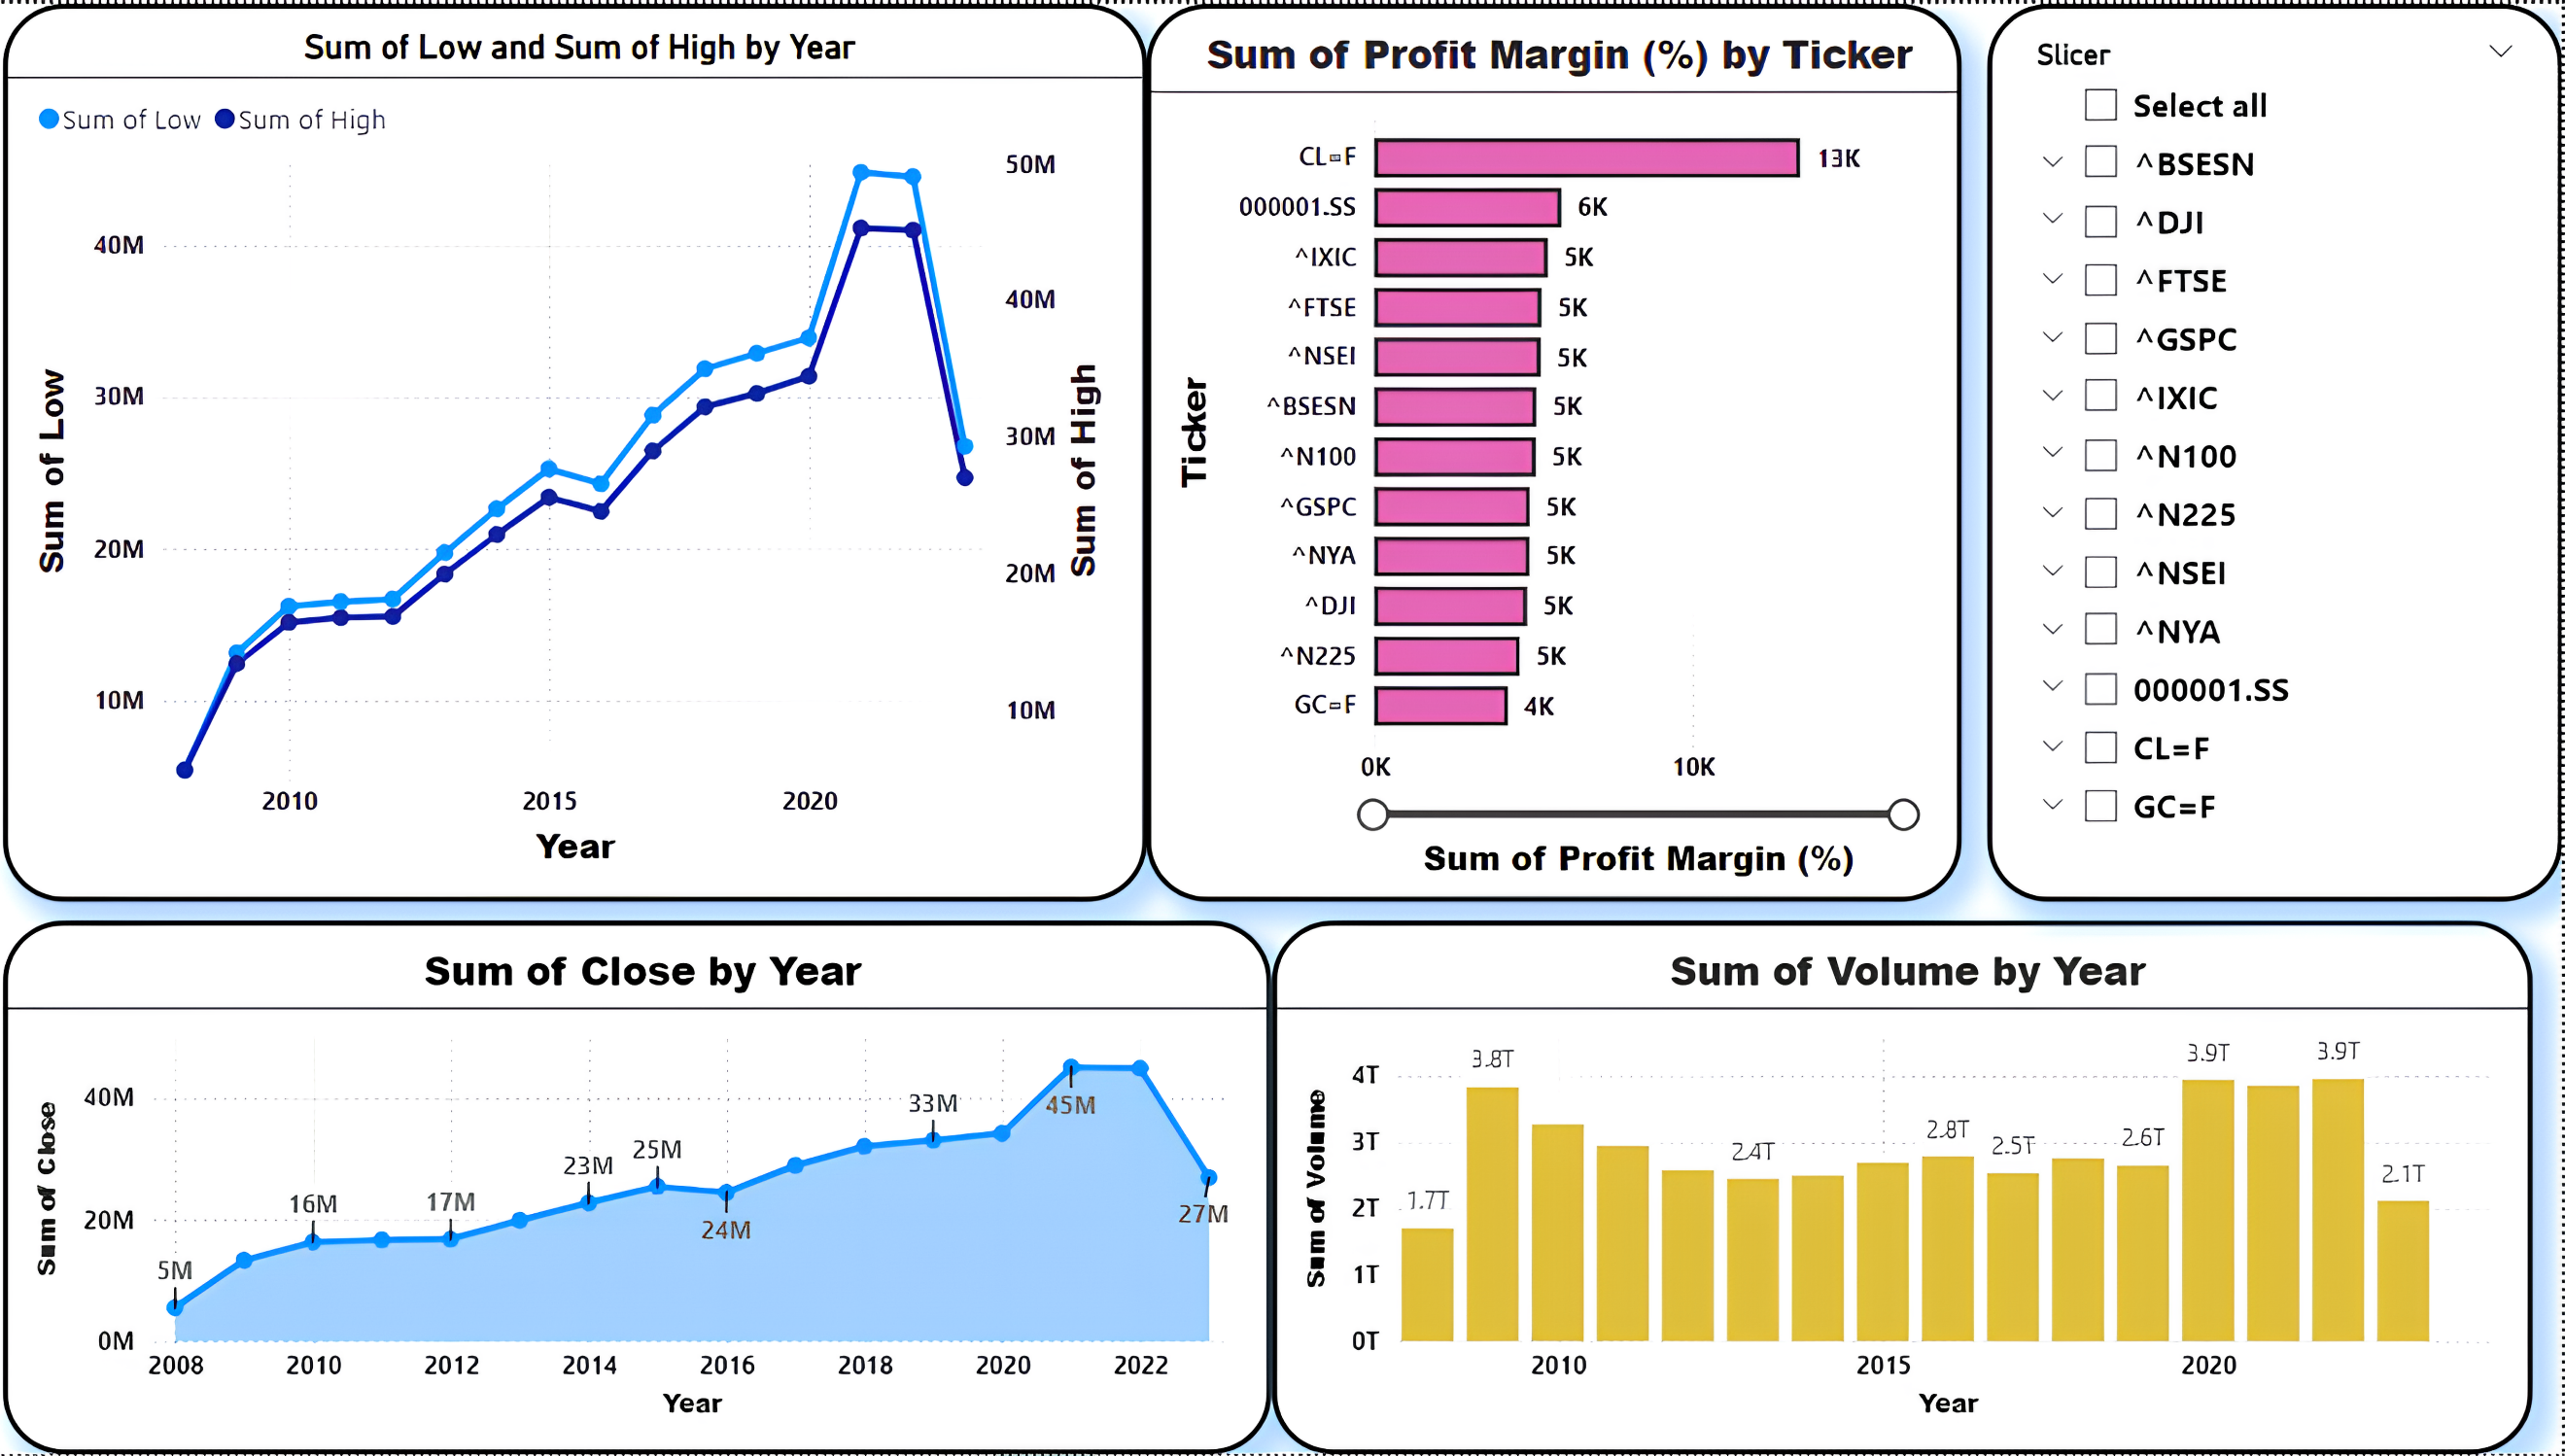 Sum of Low and Sum of High by Year
Sum of Low Sum of High
50M
40M
40M
30M
30M
20M
20M
10M
10M
Sum of Low
Sum of High
2010 2015 2020
Year
Sum of Profit Margin (%) by Ticker
Ticker
CL=F 13K
000001.SS 6K
^IXIC 5K
^FTSE 5K
^NSEI 5K
^BSESN 5K
^N100 5K
^GSPC 5K
^NYA 5K
^DJI 5K
^N225 5K
GC=F 4K
0K 10K
Sum of Profit Margin (%)
Slicer
Select all
^BSESN
^DJI
^FTSE
^GSPC
^IXIC
^N100
^N225
^NSEI
^NYA
000001.SS
CL=F
GC=F
Sum of Close by Year
Sum of Close
40M
20M
0M
5M
16M
17M
23M
25M
24M
33M
45M
27M
2008 2010 2012 2014 2016 2018 2020 2022
Year
Sum of Volume by Year
Sum of Volume
4T
3T
2T
1T
0T
1.7T
3.8T
2.4T
2.8T
2.5T
2.6T
3.9T
3.9T
2.1T
2010 2015 2020
Year